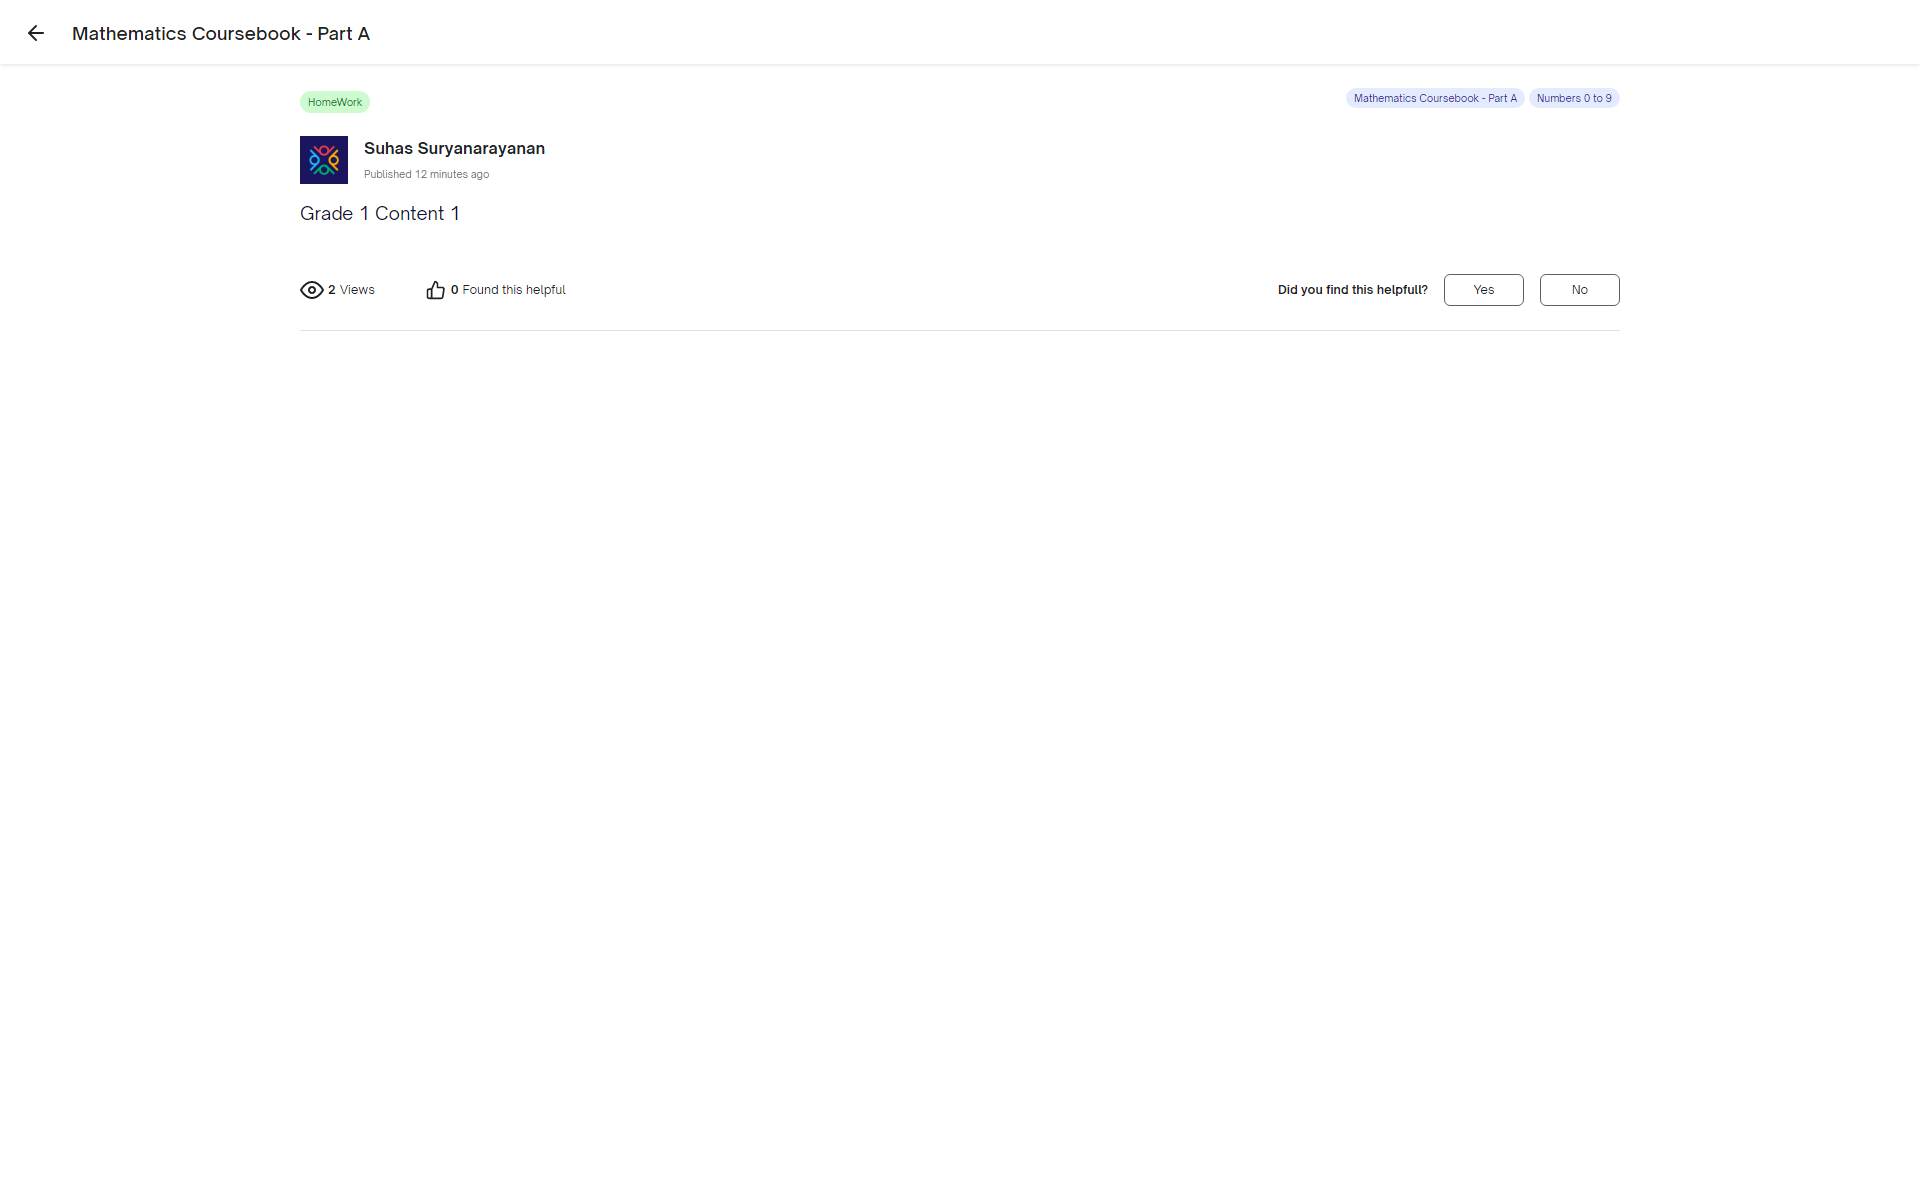 Mathematics Coursebook - Part A
HomeWork
Mathematics Coursebook - Part A
Numbers 0 to 9
Suhas Suryanarayanan
Published 12 minutes ago
Grade 1 Content 1
2 Views
0 Found this helpful
Did you find this helpfull?
Yes
No